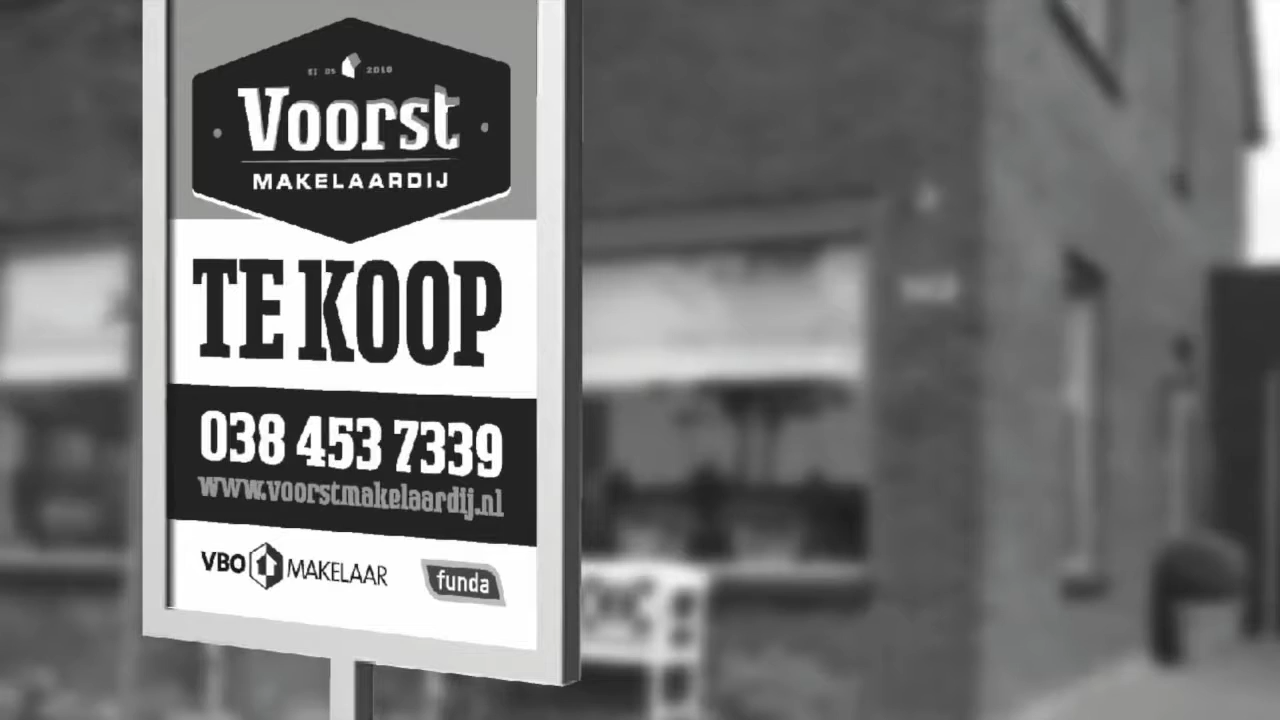 Voorst
MAKELAARDIJ
TE KOOP
038 453 7339
www.voorstmakelaardij.nl
VBO MAKELAAR
funda